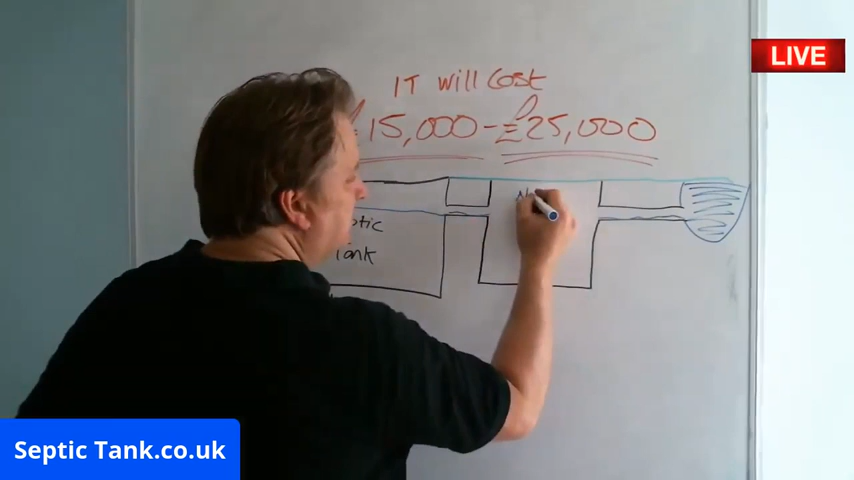 LIVE
IT will Cost
£15,000 - £25,000
Tank
Septic Tank.co.uk